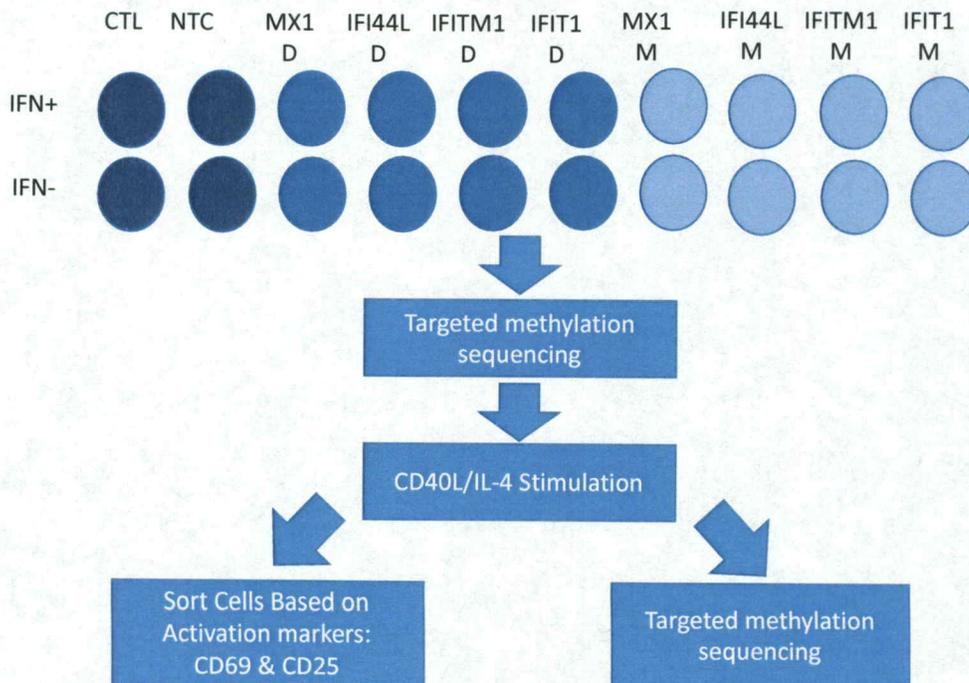 CTL NTC MX1 IFI44L IFITM1 IFIT1 MX1 IFI44L IFITM1 IFIT1
D D D D M M M M
IFN+
IFN-
Targeted methylation
sequencing
CD40L/IL-4 Stimulation
Sort Cells Based on
Activation markers:
CD69 & CD25
Targeted methylation
sequencing